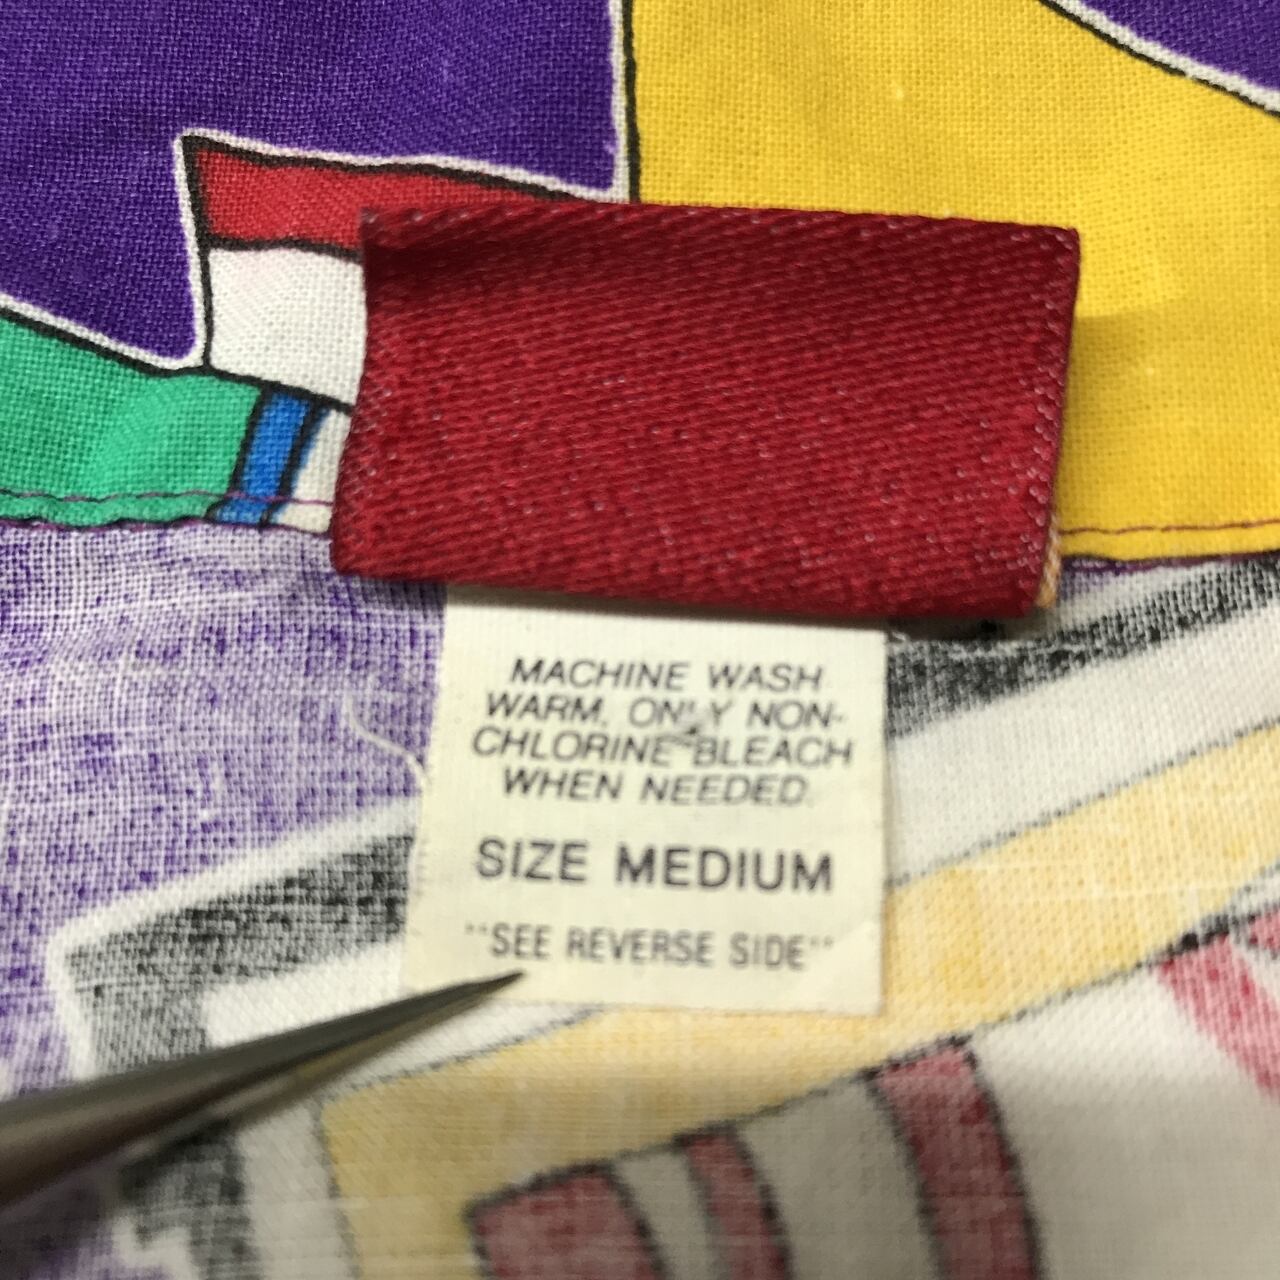 MACHINE WASH
WARM, ONLY NON-
CHLORINE BLEACH
WHEN NEEDED.
SIZE MEDIUM
"SEE REVERSE SIDE"